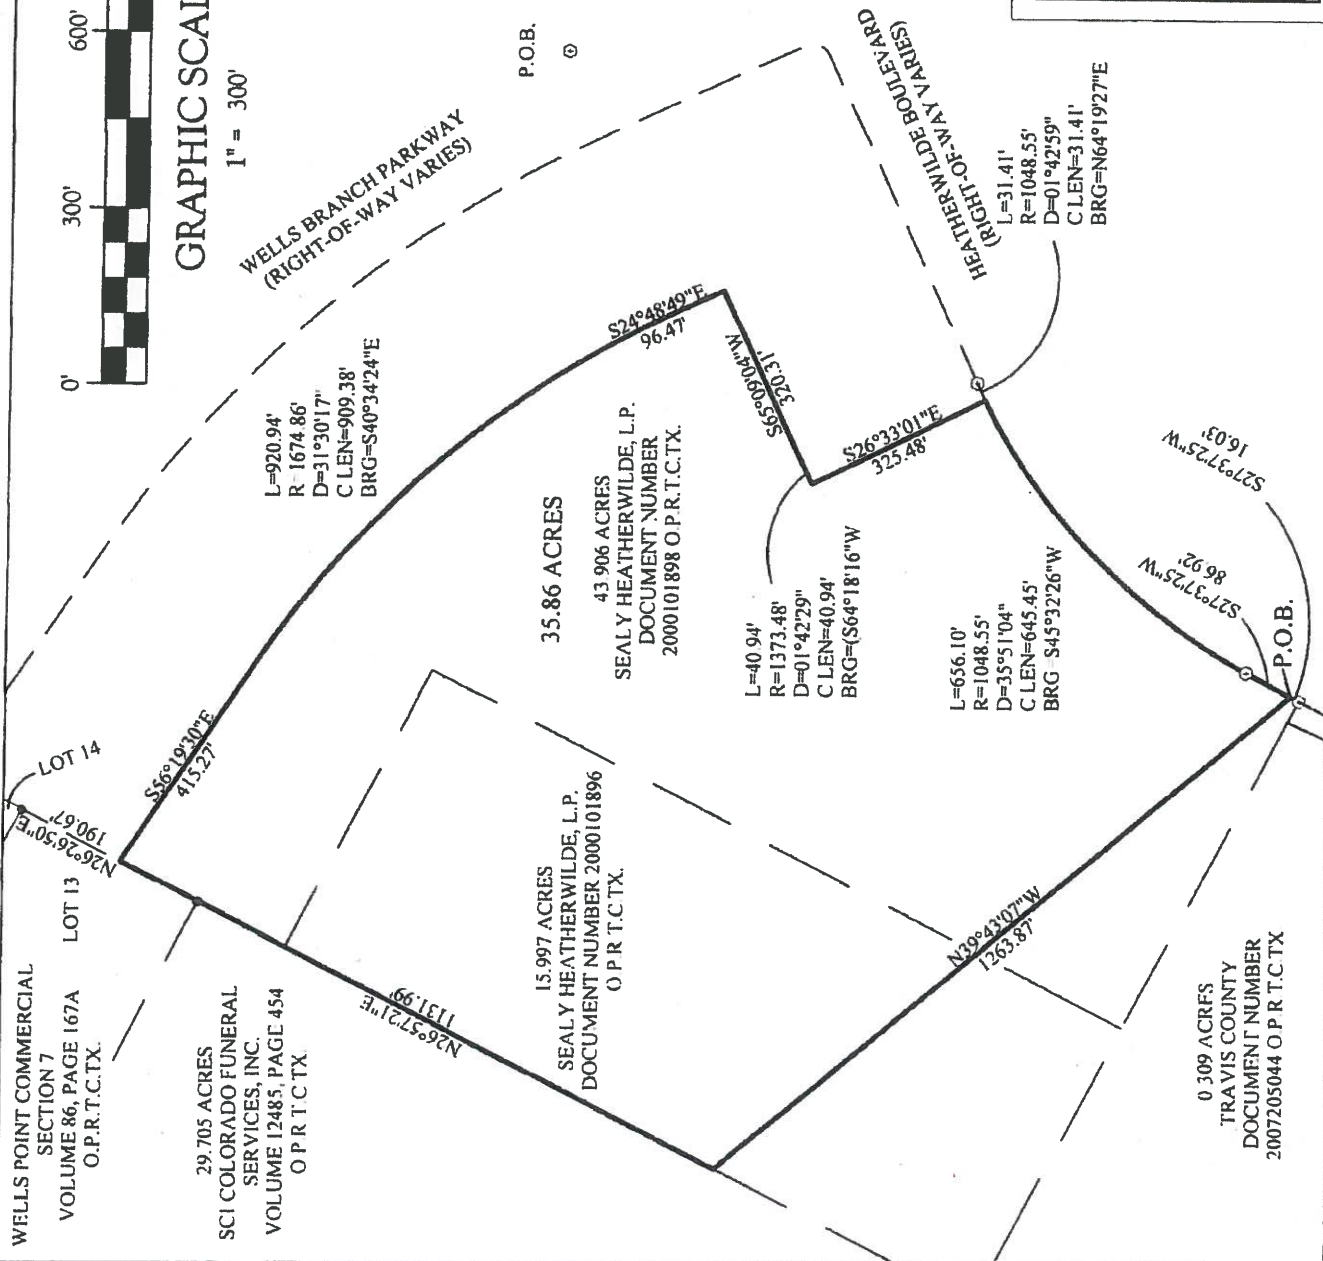 WELLS POINT COMMERCIAL
SECTION 7
VOLUME 86, PAGE 167A
O.P.R.T.C.TX.
LOT 13
LOT 14
N26°26'50"E
190.67'
29.705 ACRES
SCI COLORADO FUNERAL
SERVICES, INC.
VOLUME 12485, PAGE 454
O P R T.C TX.
S56°19'30"E
415.27'
L=920.94'
R=1674.86'
D=31°30'17"
C LEN=909.38'
BRG=S40°34'24"E
WELLS BRANCH PARKWAY
(RIGHT-OF-WAY VARIES)
0'
300'
600'
GRAPHIC SCAL
1" = 300'
P.O.B.
N26°57'21"E
1131.99'
15.997 ACRES
SEALY HEATHERWILDE, L.P.
DOCUMENT NUMBER 2000101896
O.P.R T.C.TX.
35.86 ACRES
43.906 ACRES
SEALY HEATHERWILDE, L.P.
DOCUMENT NUMBER
2000101898 O.P.R.T.C.TX.
S24°48'49"E
96.47'
S65°09'04"W
320.31'
L=40.94'
R=1373.48'
D=01°42'29"
C LEN=40.94'
BRG=(S64°18'16"W
S26°33'01"E
325.48'
HEATHERWILDE BOULEVARD
(RIGHT-OF-WAY VARIES)
L=31.41'
R=1048.55'
D=01°42'59"
C LEN=31.41'
BRG=N64°19'27"E
L=656.10'
R=1048.55'
D=35°51'04"
C LEN=645.45'
BRG S45°32'26"W
N39°43'07"W
1263.87'
S27°37'25"W
86.92'
S27°37'25"W
16.03'
P.O.B.
0 309 ACRES
TRAVIS COUNTY
DOCUMENT NUMBER
2007205044 O.P.R T.C.TX